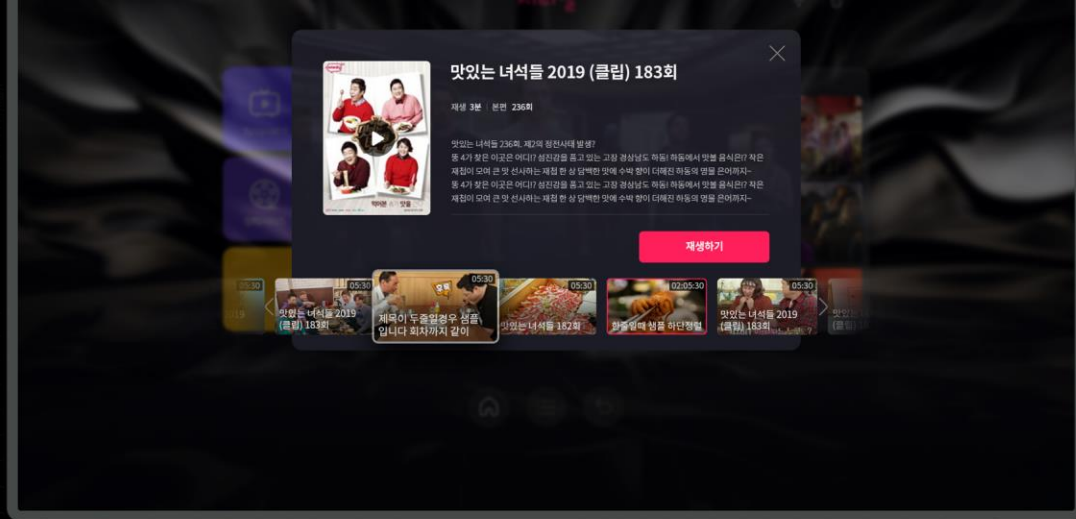 맛있는 녀석들 2019 (클립) 183회
재생 3분 | 본편 236회
맛있는 녀석들 236회. 제2의 정전사태 발생?
뚱 4가 찾은 이곳은 어디!? 섬진강을 품고 있는 고장 경상남도 하동! 하동에서 맛볼 음식은!? 작은
재첩이 모여 큰 맛 선사하는 재첩 한 상 담백한 맛에 수박 향이 더해진 하동의 명물 은어까지~
뚱 4가 찾은 이곳은 어디!? 섬진강을 품고 있는 고장 경상남도 하동! 하동에서 맛볼 음식은!? 작은
재첩이 모여 큰 맛 선사하는 재첩 한 상 담백한 맛에 수박 향이 더해진 하동의 명물 은어까지~
재생하기
05:30
2019
05:30
맛있는 녀석들 2019
(클립) 183회
05:30
제목이 두줄일경우 샘플
입니다 회차까지 같이
05:30
맛있는 녀석들 182회
02:05:30
한줄일때 샘플 하단정렬
05:30
맛있는 녀석들 2019
(클립) 183회